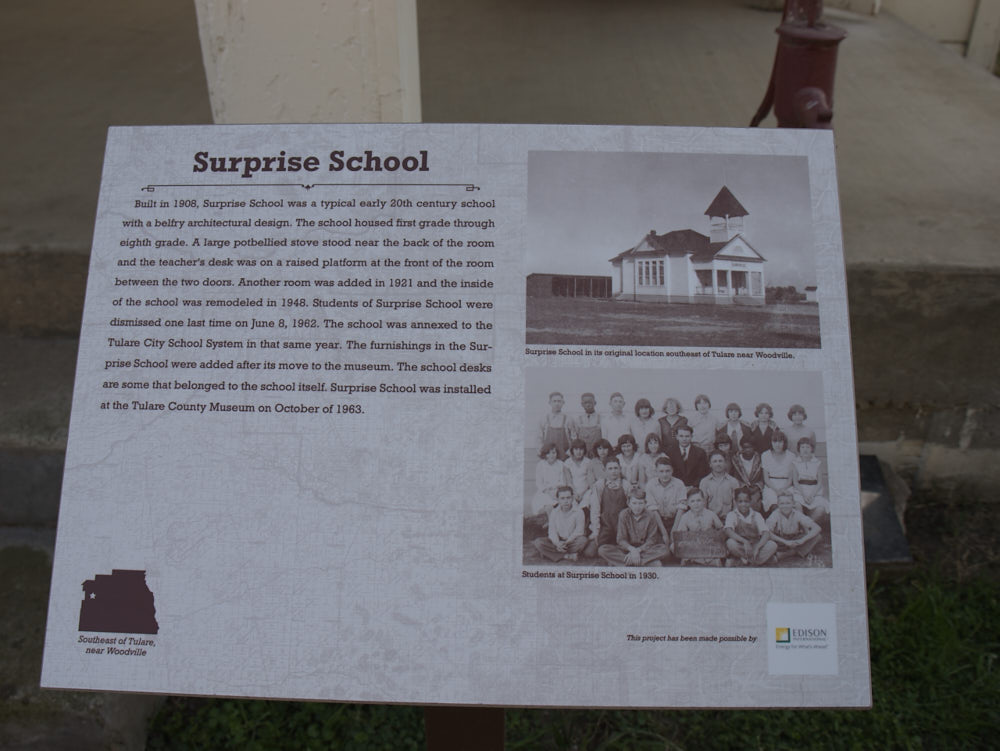 Surprise School
Built in 1908, Surprise School was a typical early 20th century school
with a belfry architectural design. The school housed first grade through
eighth grade. A large potbellied stove stood near the back of the room
and the teacher's desk was on a raised platform at the front of the room
between the two doors. Another room was added in 1921 and the inside
of the school was remodeled in 1948. Students of Surprise School were
dismissed one last time on June 8, 1962. The school was annexed to the
Tulare City School System in that same year. The furnishings in the Sur-
prise School were added after its move to the museum. The school desks
are some that belonged to the school itself. Surprise School was installed
at the Tulare County Museum on October of 1963.
Surprise School in its original location southeast of Tulare near Woodville.
Students at Surprise School in 1930.
Southeast of Tulare,
near Woodville
This project has been made possible by
EDISON
INTERNATIONAL
Energy for What's Ahead